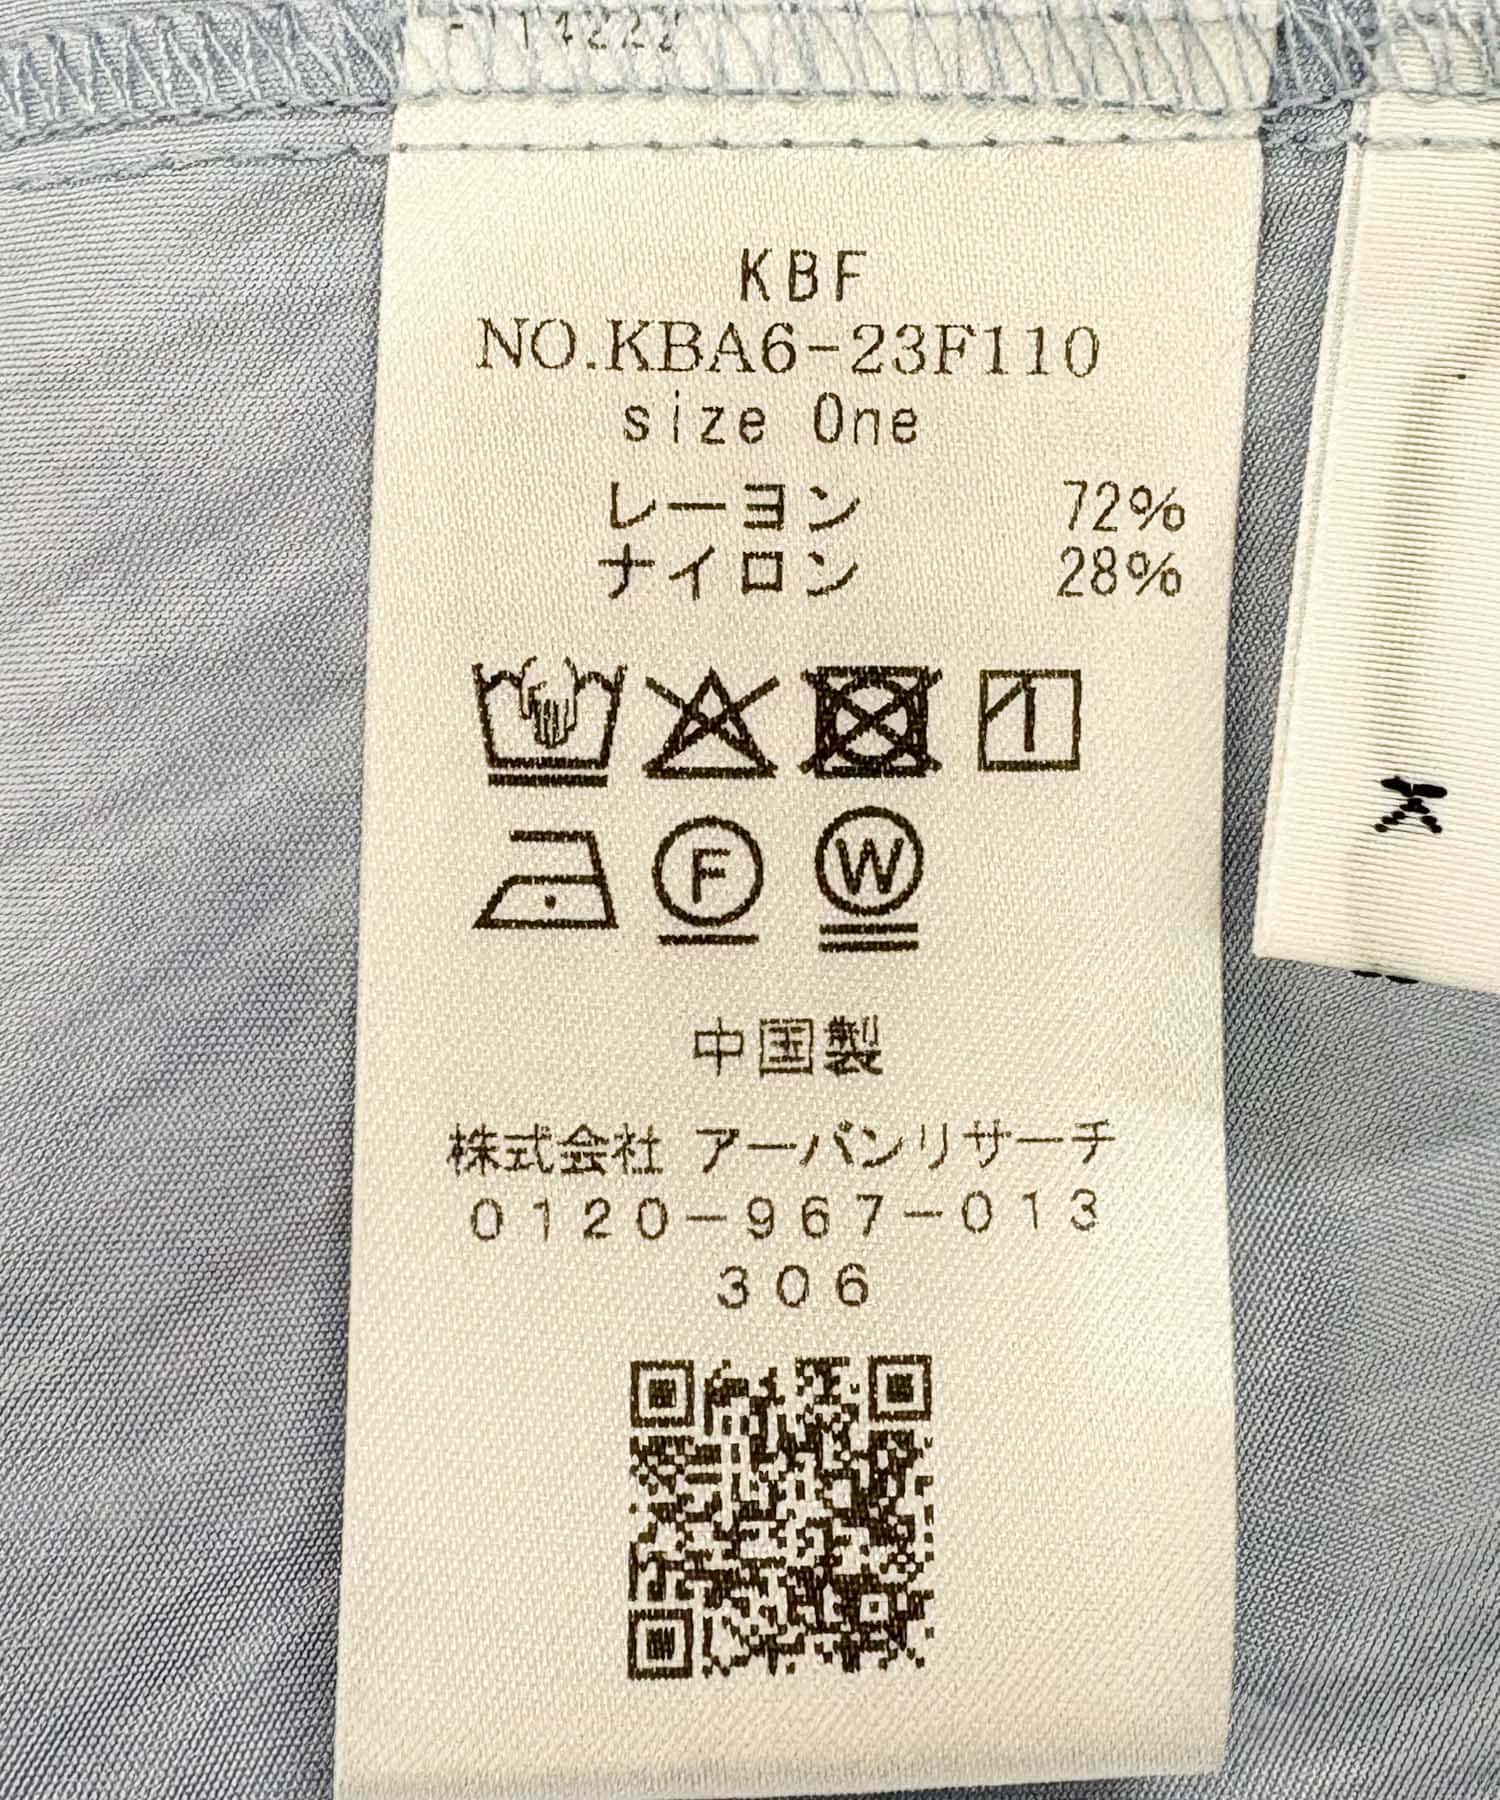 KBF
NO.KBA6-23F110
size One
レーヨン 72%
ナイロン 28%
F W
中国製
株式会社 アーバンリサーチ
0120-967-013
306